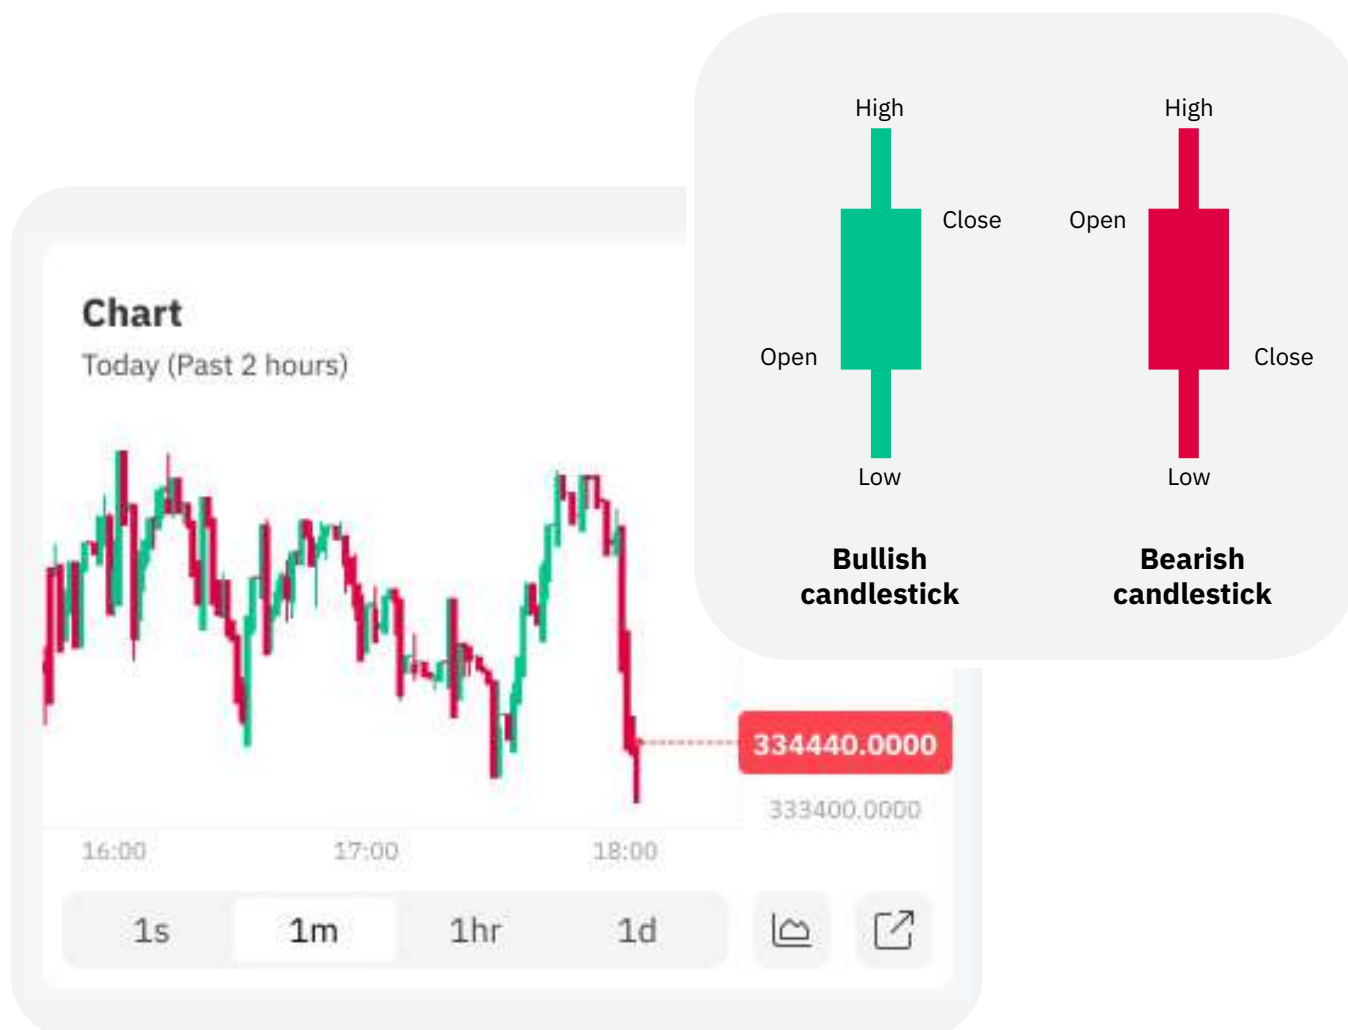 High
High
Close
Open
Open
Close
Low
Low
Bullish
candlestick
Bearish
candlestick
Chart
Today (Past 2 hours)
334440.0000
333400.0000
16:00
17:00
18:00
1s
1m
1hr
1d